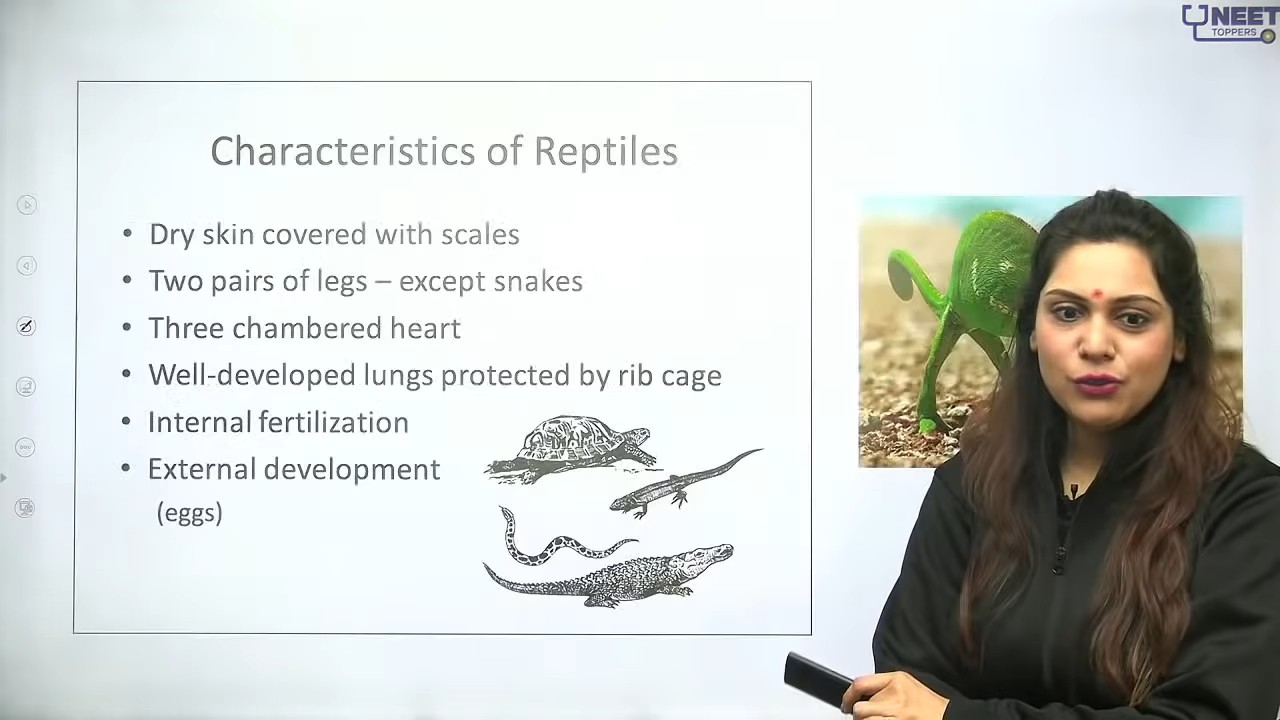 NEET
TOPPERS
Characteristics of Reptiles
• Dry skin covered with scales
• Two pairs of legs – except snakes
• Three chambered heart
• Well-developed lungs protected by rib cage
• Internal fertilization
• External development
(eggs)